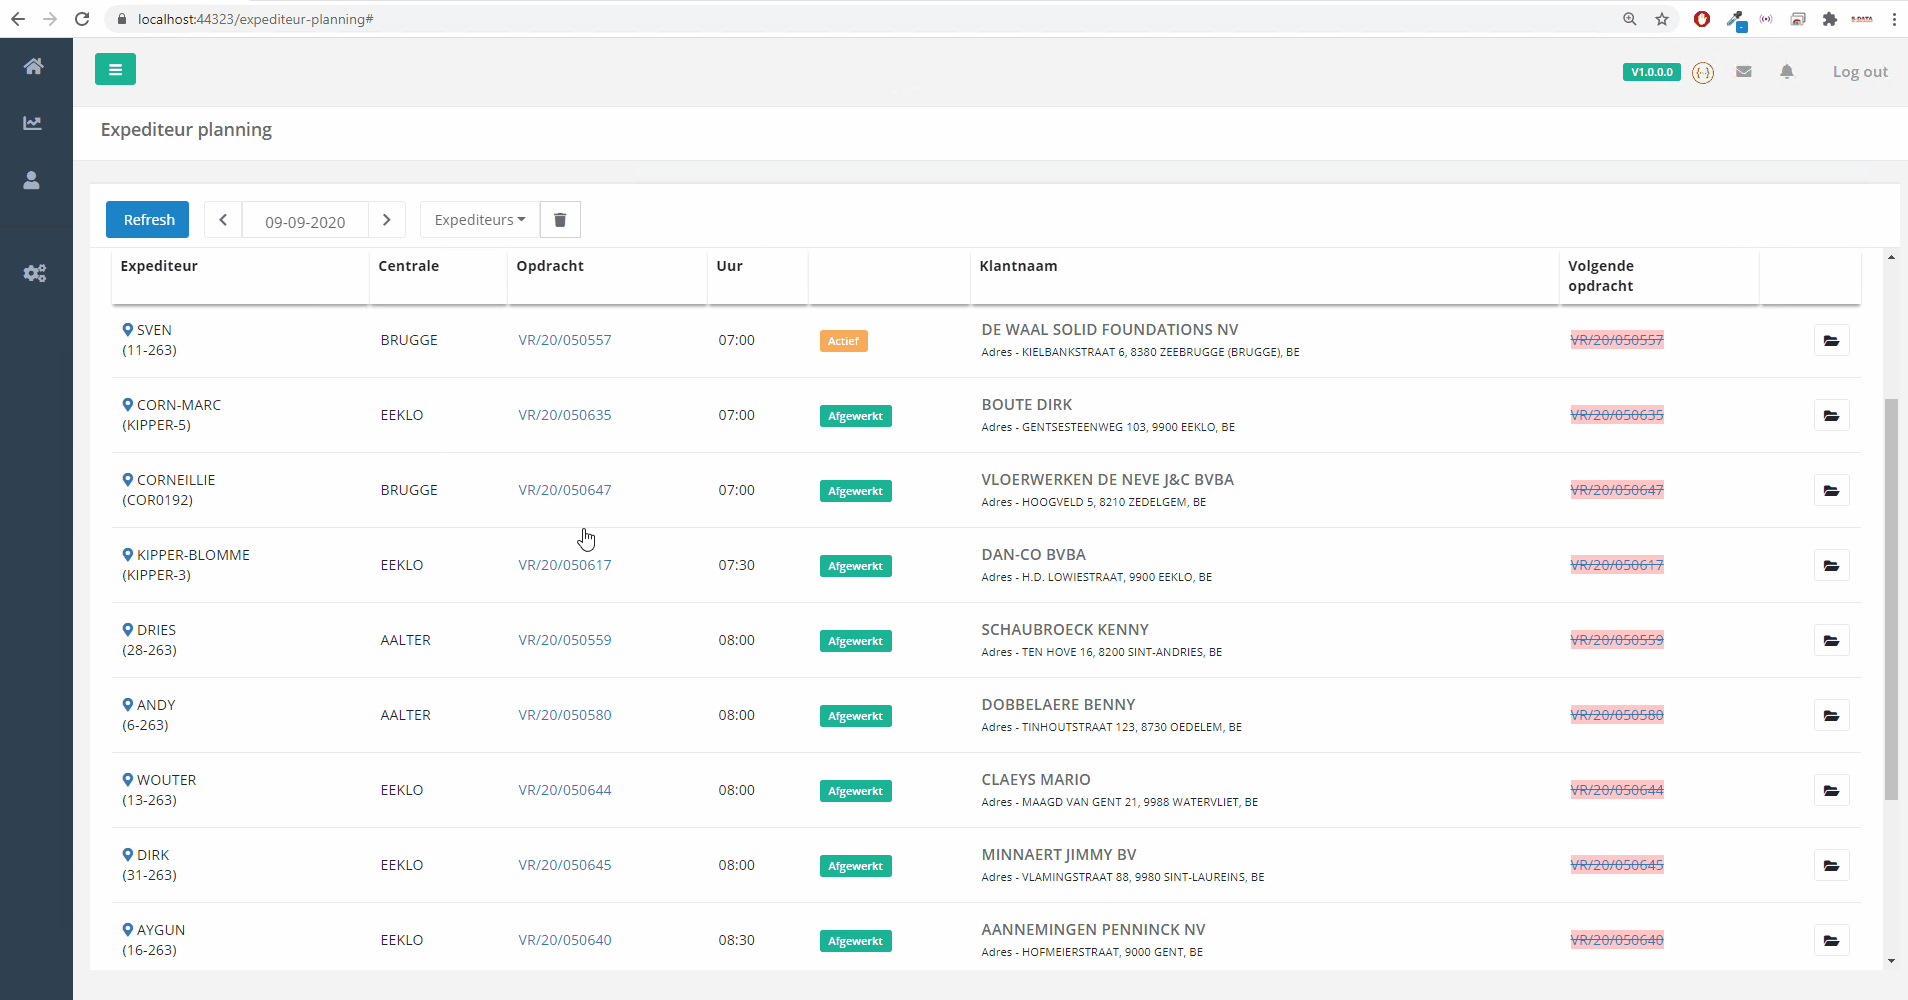 localhost:44323/expediteur-planning#
V1.0.0.0 Log out
Expediteur planning
Refresh 09-09-2020 Expediteurs
Expediteur Centrale Opdracht Uur Klantnaam Volgende opdracht
SVEN (11-263) BRUGGE VR/20/050557 07:00 Actief DE WAAL SOLID FOUNDATIONS NV VR/20/050557
Adres - KIELBANKSTRAAT 6, 8380 ZEEBRUGGE (BRUGGE), BE
CORN-MARC (KIPPER-5) EEKLO VR/20/050635 07:00 Afgewerkt BOUTE DIRK VR/20/050635
Adres - GENTSESTEENWEG 103, 9900 EEKLO, BE
CORNEILLIE (COR0192) BRUGGE VR/20/050647 07:00 Afgewerkt VLOERWERKEN DE NEVE J&C BVBA VR/20/050647
Adres - HOOGVELD 5, 8210 ZEDELGEM, BE
KIPPER-BLOMME (KIPPER-3) EEKLO VR/20/050617 07:30 Afgewerkt DAN-CO BVBA VR/20/050617
Adres - H.D. LOWIESTRAAT, 9900 EEKLO, BE
DRIES (28-263) AALTER VR/20/050559 08:00 Afgewerkt SCHAUBROECK KENNY VR/20/050559
Adres - TEN HOVE 16, 8200 SINT-ANDRIES, BE
ANDY (6-263) AALTER VR/20/050580 08:00 Afgewerkt DOBBELAERE BENNY VR/20/050580
Adres - TINHOUTSTRAAT 123, 8730 OEDELEM, BE
WOUTER (13-263) EEKLO VR/20/050644 08:00 Afgewerkt CLAEYS MARIO VR/20/050644
Adres - MAAGD VAN GENT 21, 9988 WATERVLIET, BE
DIRK (31-263) EEKLO VR/20/050645 08:00 Afgewerkt MINNAERT JIMMY BV VR/20/050645
Adres - VLAMINGSTRAAT 88, 9980 SINT-LAUREINS, BE
AYGUN (16-263) EEKLO VR/20/050640 08:30 Afgewerkt AANNEMINGEN PENNINCK NV VR/20/050640
Adres - HOFMEIERSTRAAT, 9000 GENT, BE